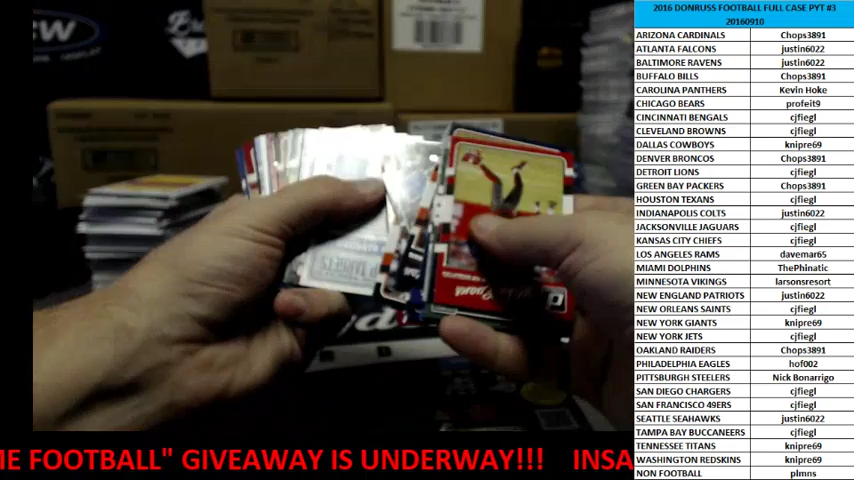 2016 DONRUSS FOOTBALL FULL CASE PYT #3
20160910
ARIZONA CARDINALS Chops3891
ATLANTA FALCONS justin6022
BALTIMORE RAVENS justin6022
BUFFALO BILLS Chops3891
CAROLINA PANTHERS Kevin Hoke
CHICAGO BEARS profeit9
CINCINNATI BENGALS cjfiegl
CLEVELAND BROWNS cjfiegl
DALLAS COWBOYS knipre69
DENVER BRONCOS Chops3891
DETROIT LIONS cjfiegl
GREEN BAY PACKERS Chops3891
HOUSTON TEXANS cjfiegl
INDIANAPOLIS COLTS justin6022
JACKSONVILLE JAGUARS cjfiegl
KANSAS CITY CHIEFS cjfiegl
LOS ANGELES RAMS davemar65
MIAMI DOLPHINS ThePhinatic
MINNESOTA VIKINGS larsonsresort
NEW ENGLAND PATRIOTS justin6022
NEW ORLEANS SAINTS cjfiegl
NEW YORK GIANTS knipre69
NEW YORK JETS cjfiegl
OAKLAND RAIDERS Chops3891
PHILADELPHIA EAGLES hof002
PITTSBURGH STEELERS Nick Bonarrigo
SAN DIEGO CHARGERS cjfiegl
SAN FRANCISCO 49ERS cjfiegl
SEATTLE SEAHAWKS justin6022
TAMPA BAY BUCCANEERS cjfiegl
TENNESSEE TITANS knipre69
WASHINGTON REDSKINS knipre69
NON FOOTBALL plmns
ME FOOTBALL" GIVEAWAY IS UNDERWAY!!! INSA